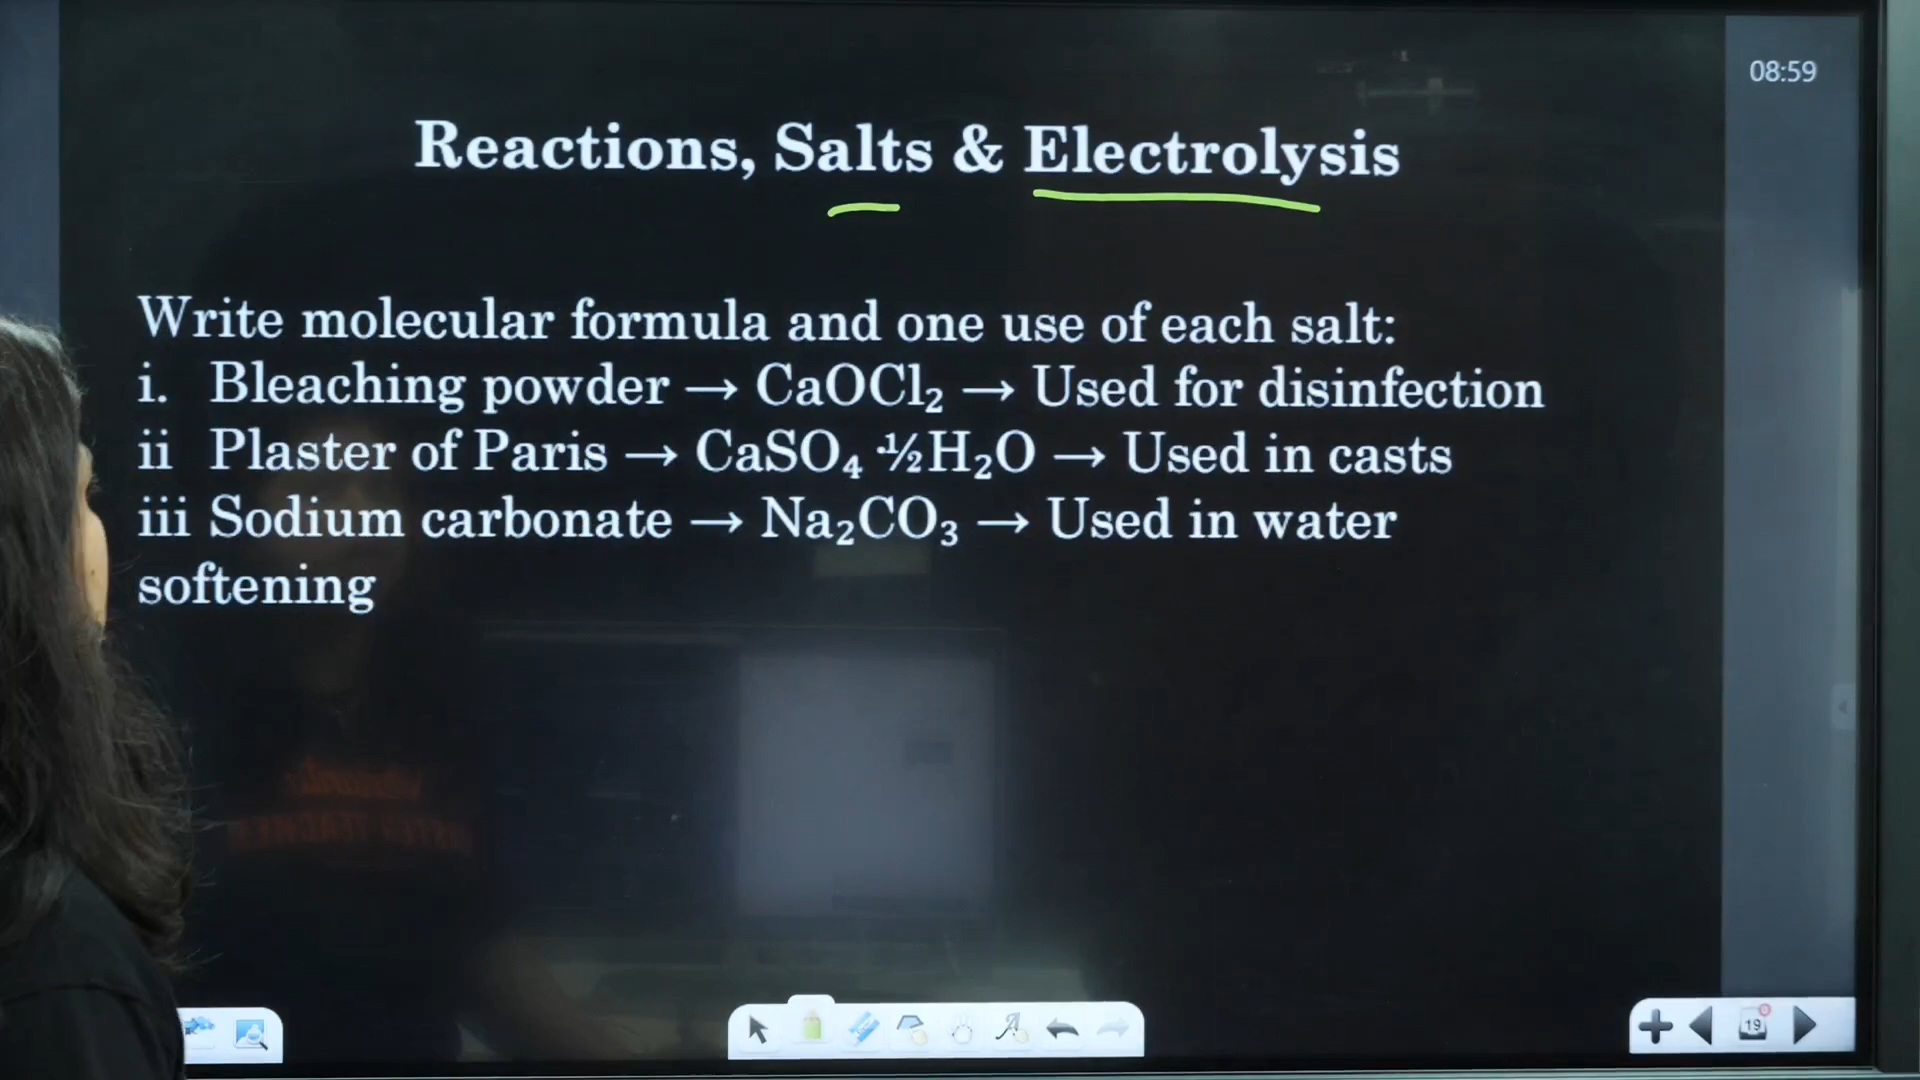 08:59
Reactions, Salts & Electrolysis
Write molecular formula and one use of each salt:
i. Bleaching powder → CaOCl₂ → Used for disinfection
ii Plaster of Paris → CaSO₄ ·½H₂O → Used in casts
iii Sodium carbonate → Na₂CO₃ → Used in water
softening
19